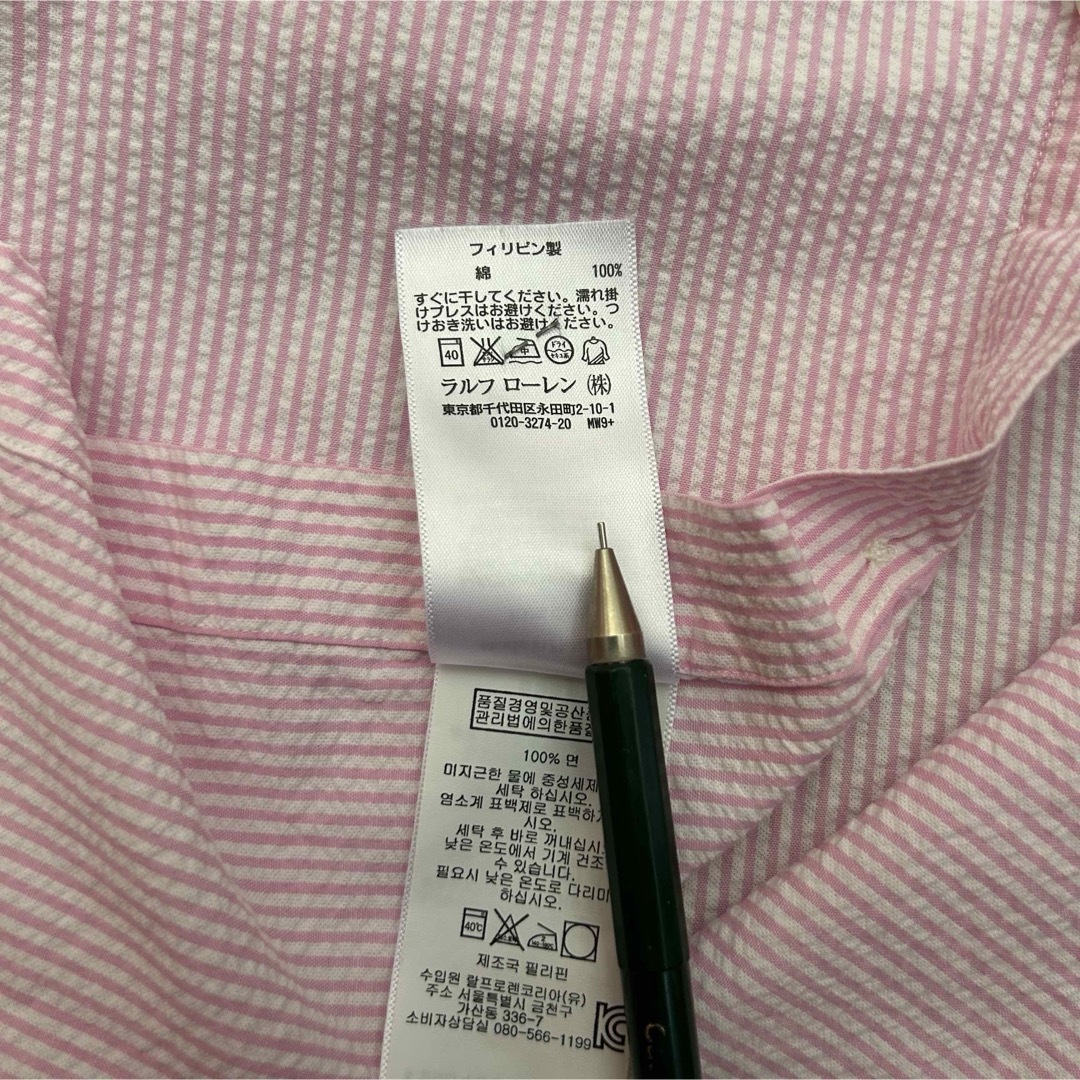 フィリピン製
綿 100%
すぐに干してください。濡れ掛
けプレスはお避けください。つ
けおき洗いはお避けください。
40 中 ドライ
ラルフ ローレン (株)
東京都千代田区永田町2-10-1
0120-3274-20 MW9+
품질경영및공산
관리법에의한품질
100% 면
미지근한 물에 중성세제
세탁 하십시오.
염소계 표백제로 표백하지
시오.
세탁 후 바로 꺼내십시
낮은 온도에서 기계 건조
수 있습니다.
필요시 낮은 온도로 다리미
하십시오.
40℃
제조국 필리핀
수입원 랄프로렌코리아(유)
주소 서울특별시 금천구
가산동 336-7
소비자상담실 080-566-1199